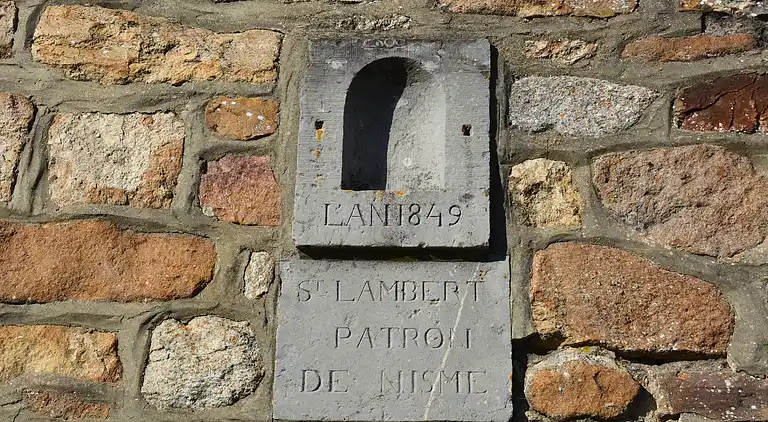 L'AN 1849
ST LAMBERT
PATRON
DE NISME